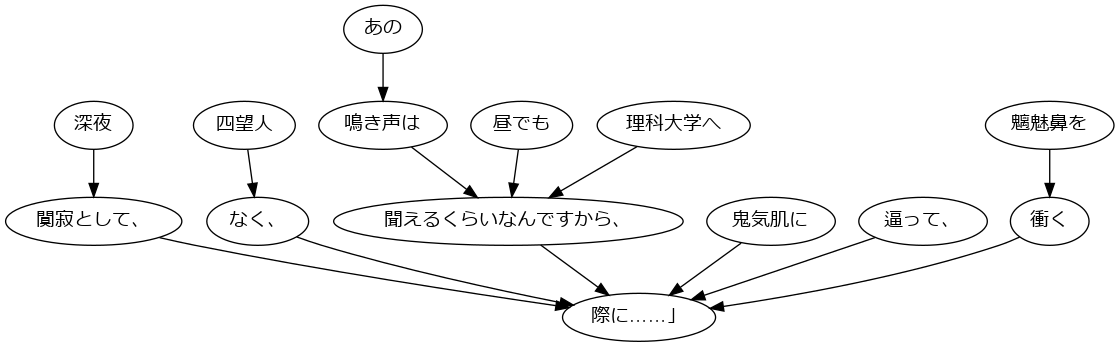 あの
深夜
四望人
鳴き声は
昼でも
理科大学へ
魑魅鼻を
闃寂として、
なく、
聞えるくらいなんですから、
鬼気肌に
逼って、
衝く
際に……」